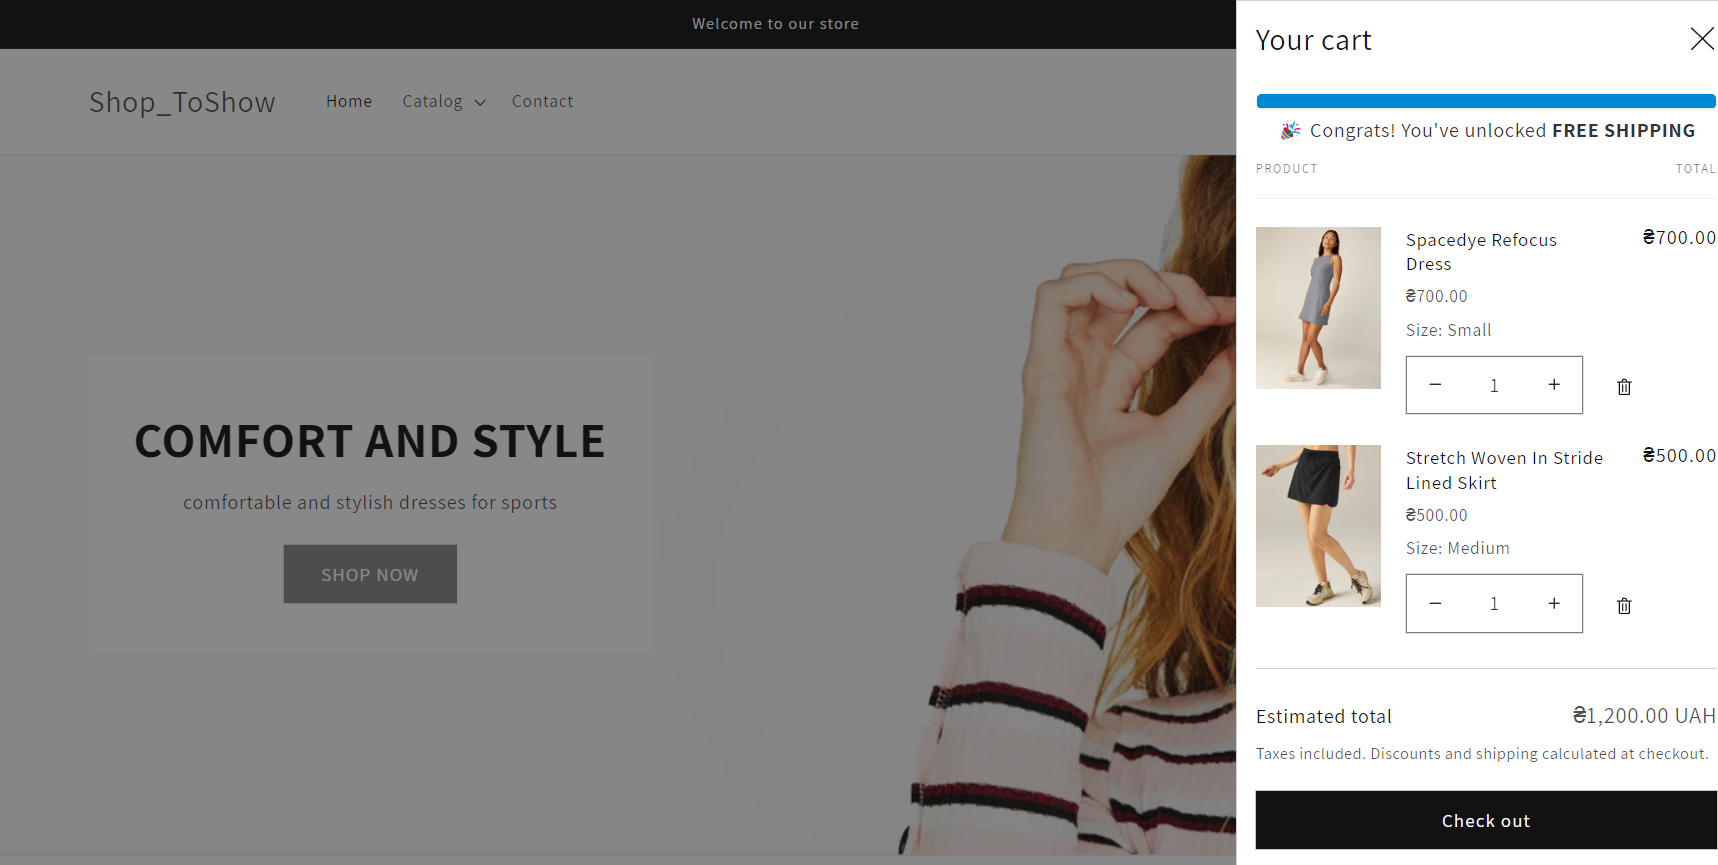 Welcome to our store
Shop_ToShow
Home
Catalog
Contact
COMFORT AND STYLE
comfortable and stylish dresses for sports
SHOP NOW
Your cart
🎉 Congrats! You've unlocked FREE SHIPPING
PRODUCT
TOTAL
Spacedye Refocus
Dress
₴700.00
₴700.00
Size: Small
− 1 +
Stretch Woven In Stride
Lined Skirt
₴500.00
₴500.00
Size: Medium
− 1 +
Estimated total
₴1,200.00 UAH
Taxes included. Discounts and shipping calculated at checkout.
Check out